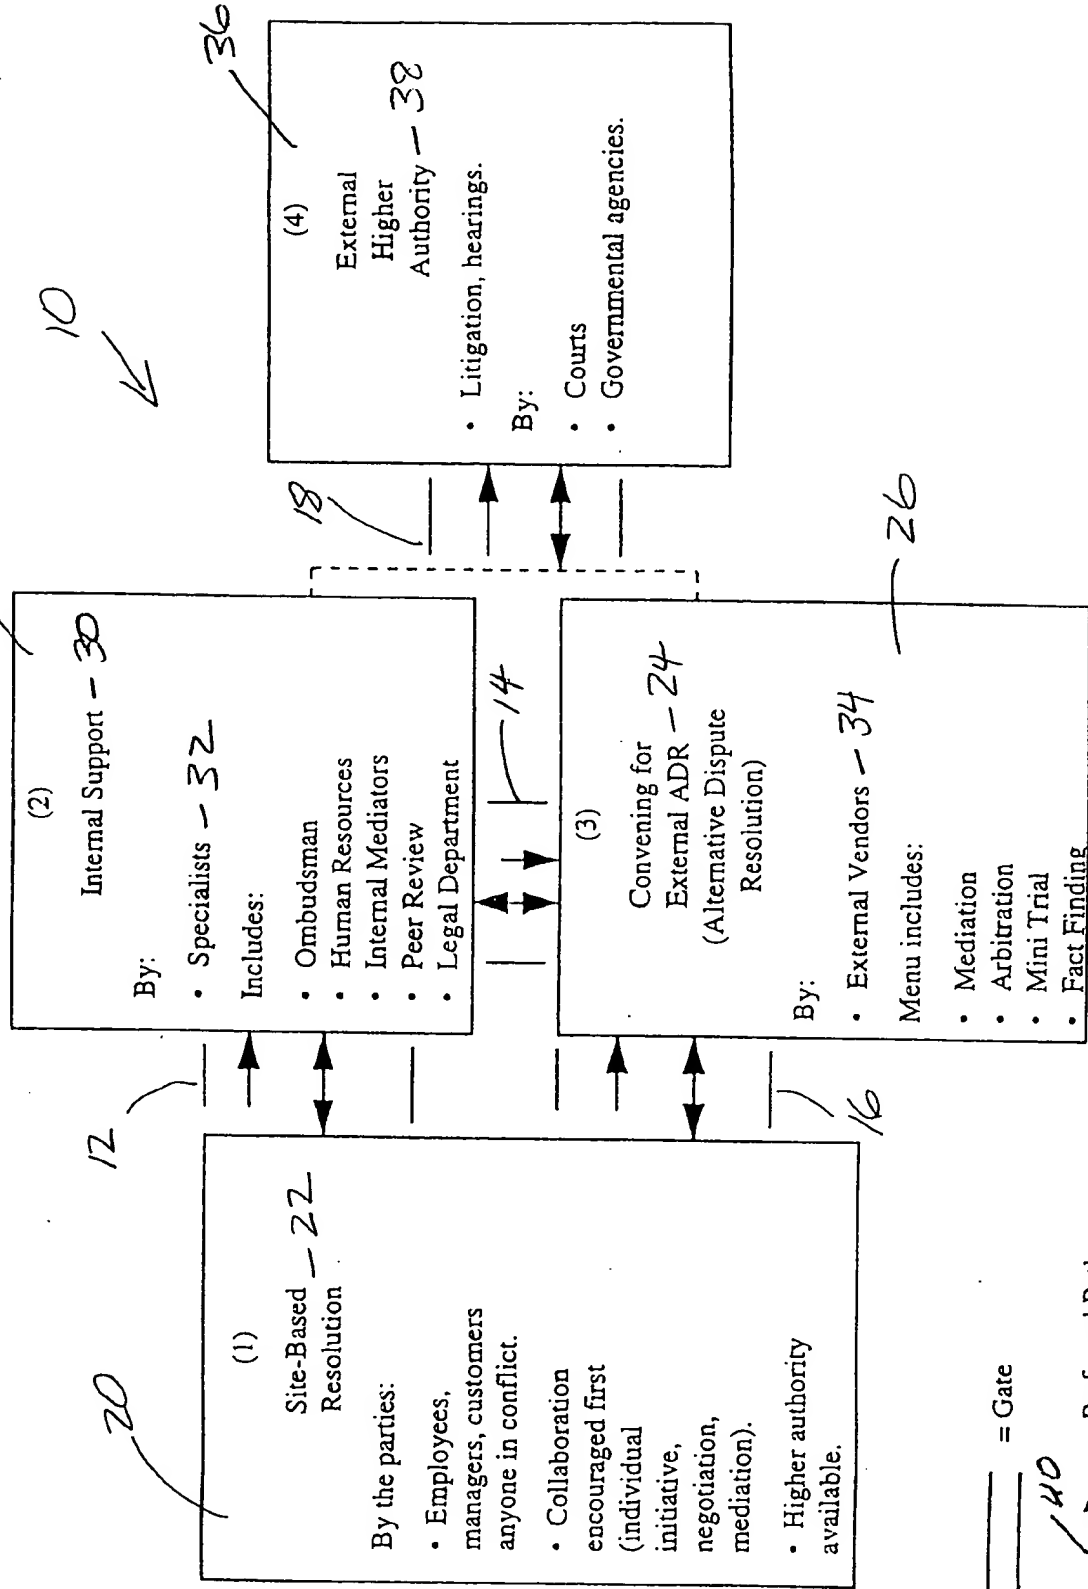 10
20
(1)
Site-Based
Resolution — 22
By the parties:
• Employees,
managers, customers
anyone in conflict.
• Collaboration
encouraged first
(individual
initiative,
negotiation,
mediation).
• Higher authority
available.
12
(2)
Internal Support — 30
By:
• Specialists — 32
Includes:
• Ombudsman
• Human Resources
• Internal Mediators
• Peer Review
• Legal Department
14
16
(3)
Convening for
External ADR — 24
(Alternative Dispute
Resolution)
By:
• External Vendors — 34
Menu includes:
• Mediation
• Arbitration
• Mini Trial
• Fact Finding
26
18
36
(4)
External
Higher
Authority — 38
• Litigation, hearings.
By:
• Courts
• Governmental agencies.
= Gate
40